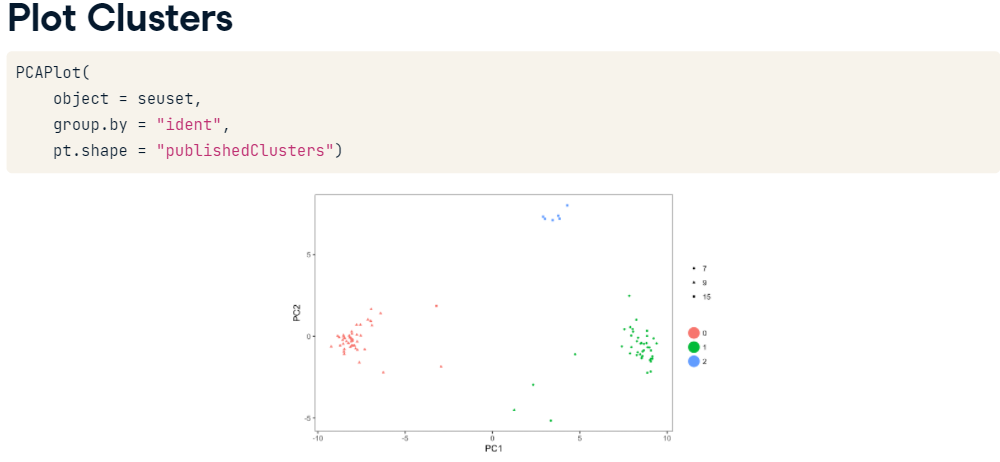 Plot Clusters
PCAPlot(
object = seuset,
group.by = "ident",
pt.shape = "publishedClusters")
5
0
-5
PC2
-10
-5
0
5
10
PC1
7
9
15
0
1
2